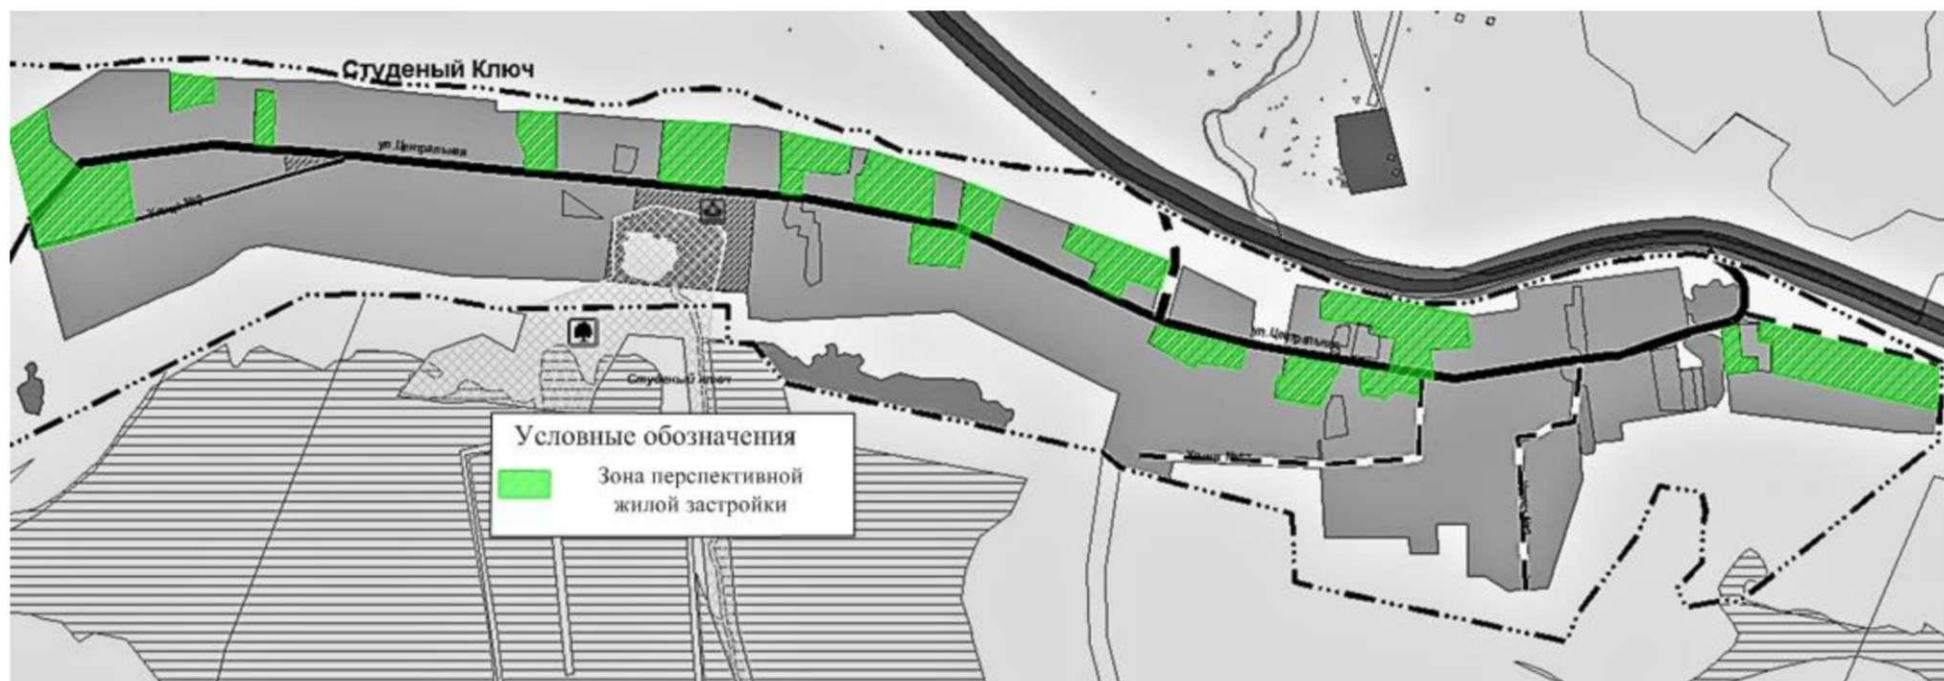 Студеный Ключ
ул.Центральная
ул.Центральная
Студеный ключ
Условные обозначения
Зона перспективной
жилой застройки